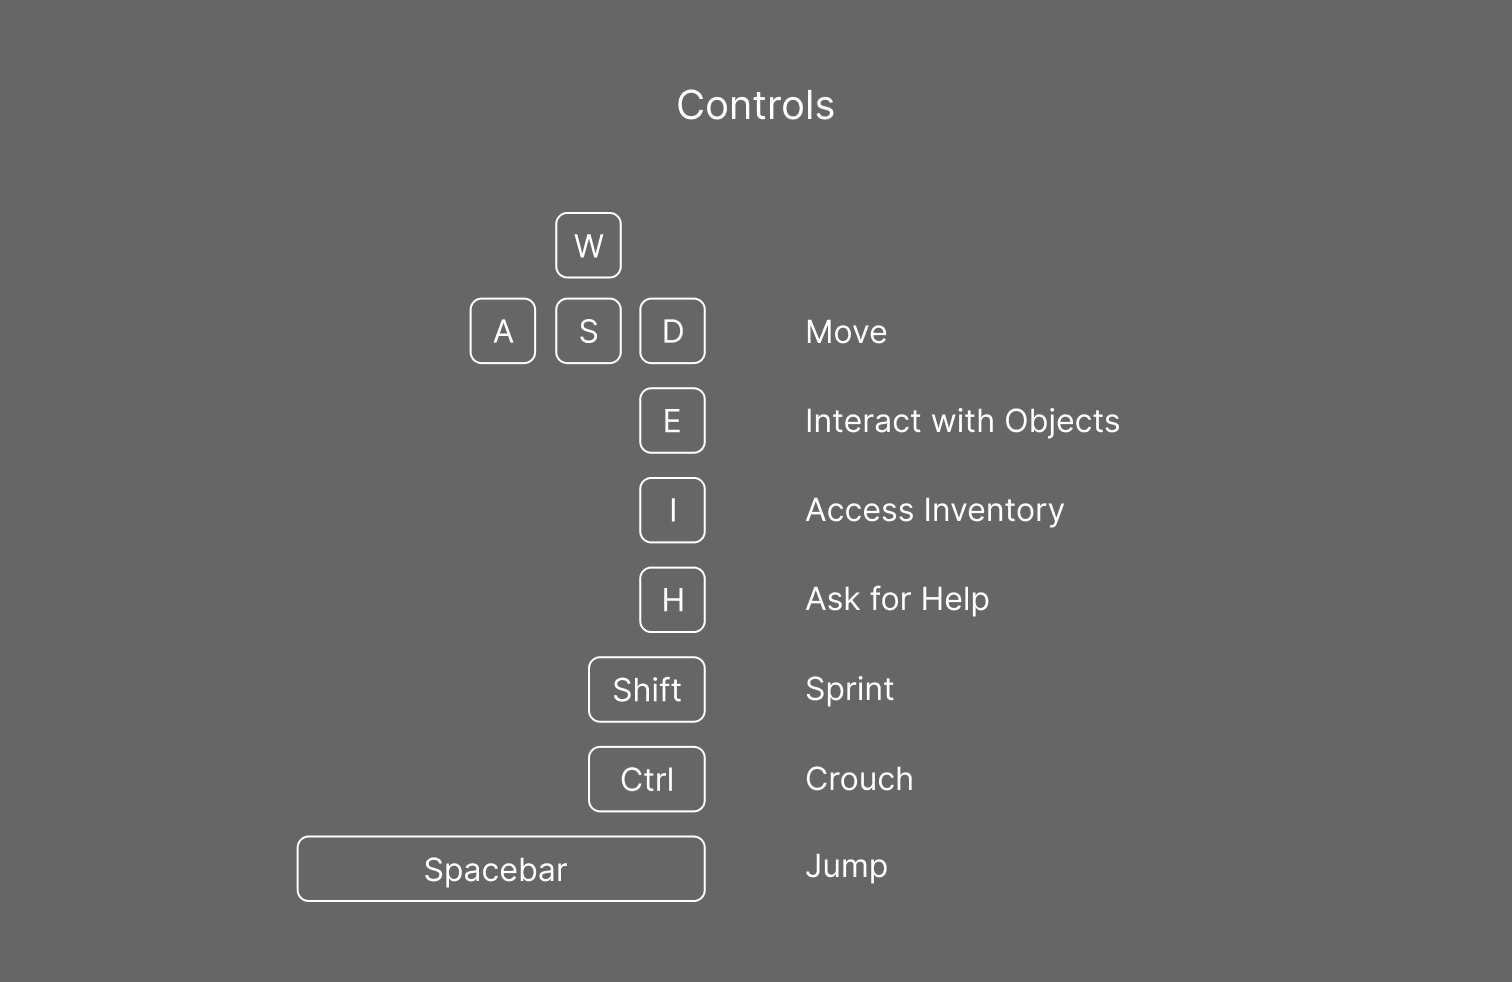 Controls
W
A S D Move
E Interact with Objects
I Access Inventory
H Ask for Help
Shift Sprint
Ctrl Crouch
Spacebar Jump